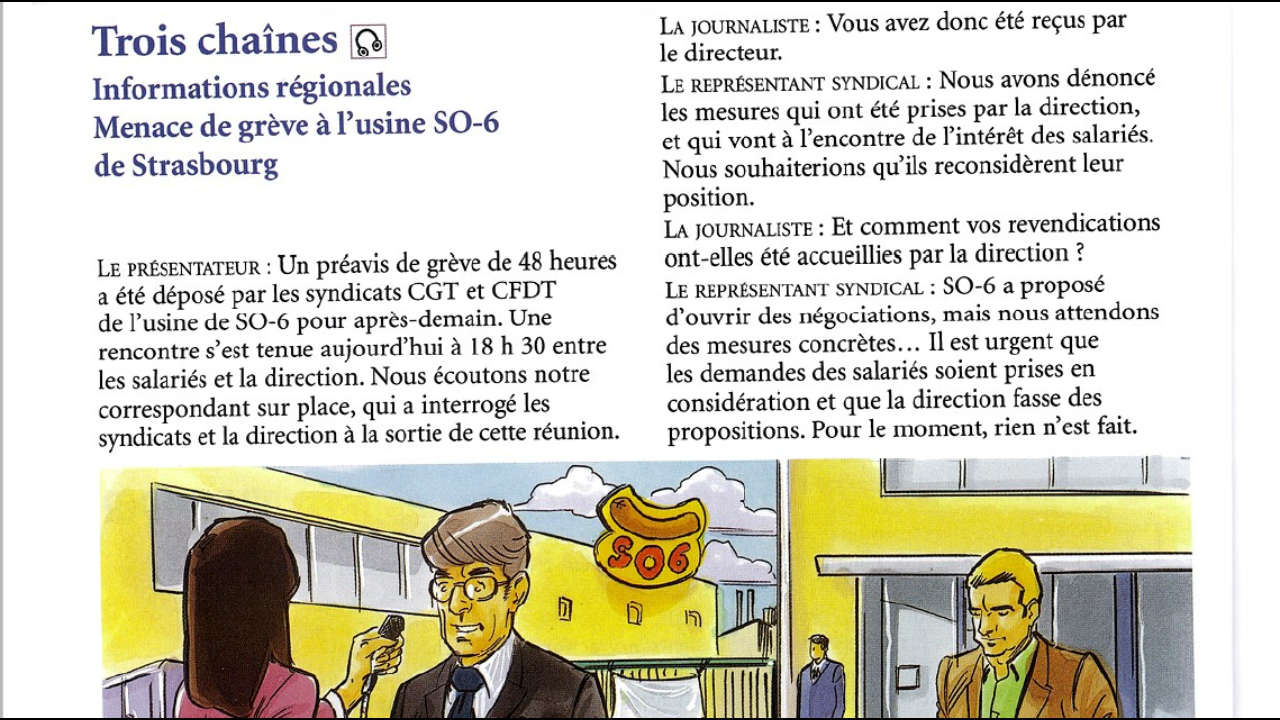 Trois chaînes
Informations régionales
Menace de grève à l'usine SO-6
de Strasbourg
LE PRÉSENTATEUR : Un préavis de grève de 48 heures
a été déposé par les syndicats CGT et CFDT
de l'usine de SO-6 pour après-demain. Une
rencontre s'est tenue aujourd'hui à 18 h 30 entre
les salariés et la direction. Nous écoutons notre
correspondant sur place, qui a interrogé les
syndicats et la direction à la sortie de cette réunion.
LA JOURNALISTE : Vous avez donc été reçus par
le directeur.
LE REPRÉSENTANT SYNDICAL : Nous avons dénoncé
les mesures qui ont été prises par la direction,
et qui vont à l'encontre de l'intérêt des salariés.
Nous souhaiterions qu'ils reconsidèrent leur
position.
LA JOURNALISTE : Et comment vos revendications
ont-elles été accueillies par la direction ?
LE REPRÉSENTANT SYNDICAL : SO-6 a proposé
d'ouvrir des négociations, mais nous attendons
des mesures concrètes… Il est urgent que
les demandes des salariés soient prises en
considération et que la direction fasse des
propositions. Pour le moment, rien n'est fait.
SO6